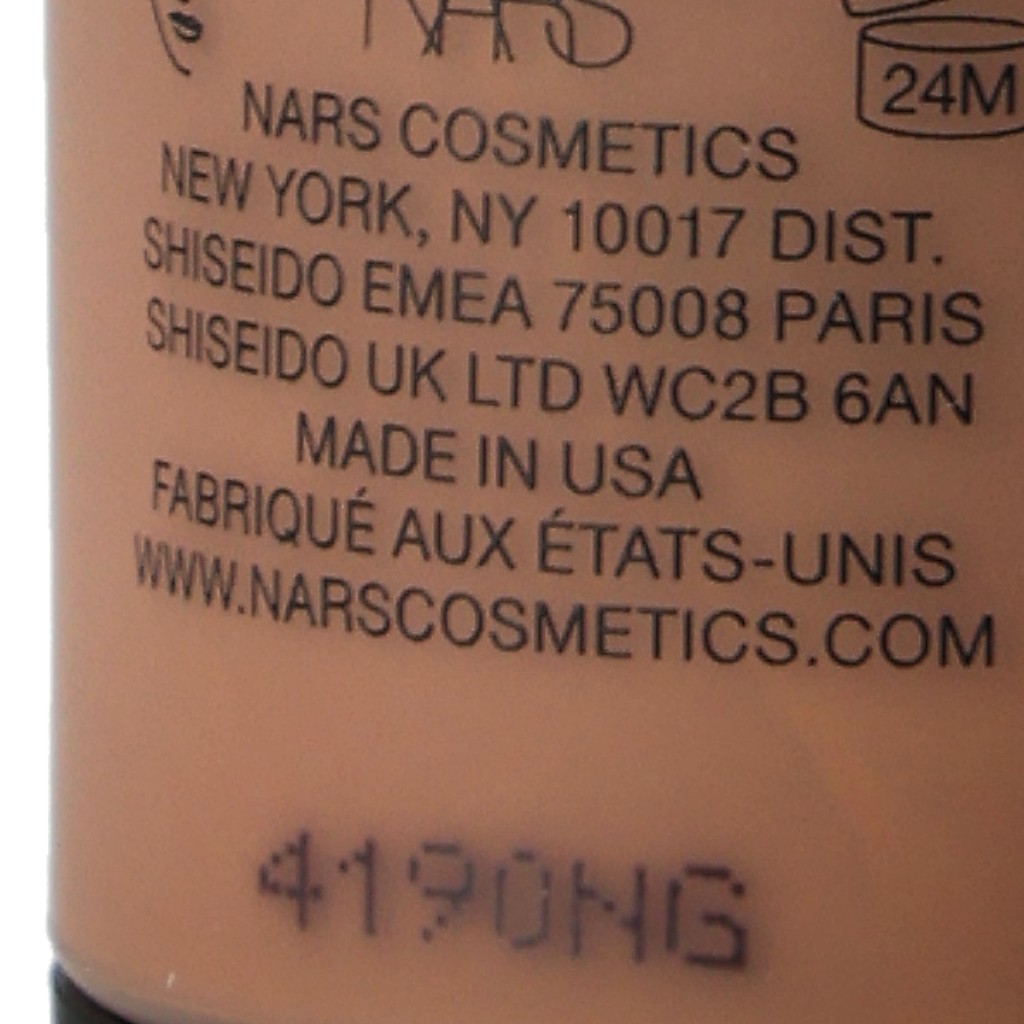 NARS
24M
NARS COSMETICS
NEW YORK, NY 10017 DIST.
SHISEIDO EMEA 75008 PARIS
SHISEIDO UK LTD WC2B 6AN
MADE IN USA
FABRIQUÉ AUX ÉTATS-UNIS
WWW.NARSCOSMETICS.COM
4190NG